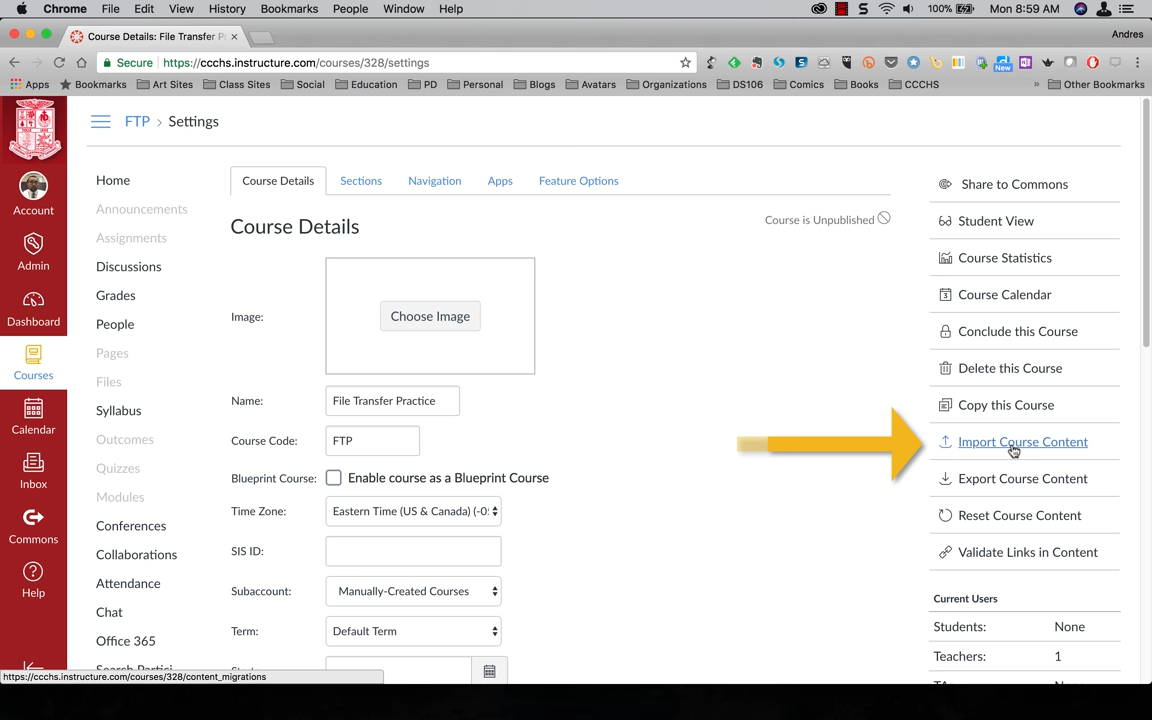 Chrome File Edit View History Bookmarks People Window Help 100% Mon 8:59 AM
Course Details: File Transfer P Andres
Secure https://ccchs.instructure.com/courses/328/settings
Apps Bookmarks Art Sites Class Sites Social Education PD Personal Blogs Avatars Organizations DS106 Comics Books CCCHS » Other Bookmarks
New
FTP > Settings
Account
Admin
Dashboard
Courses
Calendar
Inbox
Commons
Help
Home
Announcements
Assignments
Discussions
Grades
People
Pages
Files
Syllabus
Outcomes
Quizzes
Modules
Conferences
Collaborations
Attendance
Chat
Office 365
Course Details Sections Navigation Apps Feature Options
Course Details
Course is Unpublished
Image: Choose Image
Name: File Transfer Practice
Course Code: FTP
Blueprint Course: Enable course as a Blueprint Course
Time Zone: Eastern Time (US & Canada) (-0
SIS ID:
Subaccount: Manually-Created Courses
Term: Default Term
Share to Commons
Student View
Course Statistics
3 Course Calendar
Conclude this Course
Delete this Course
Copy this Course
Import Course Content
Export Course Content
Reset Course Content
Validate Links in Content
Current Users
Students: None
Teachers: 1
https://ccchs.instructure.com/courses/328/content_migrations